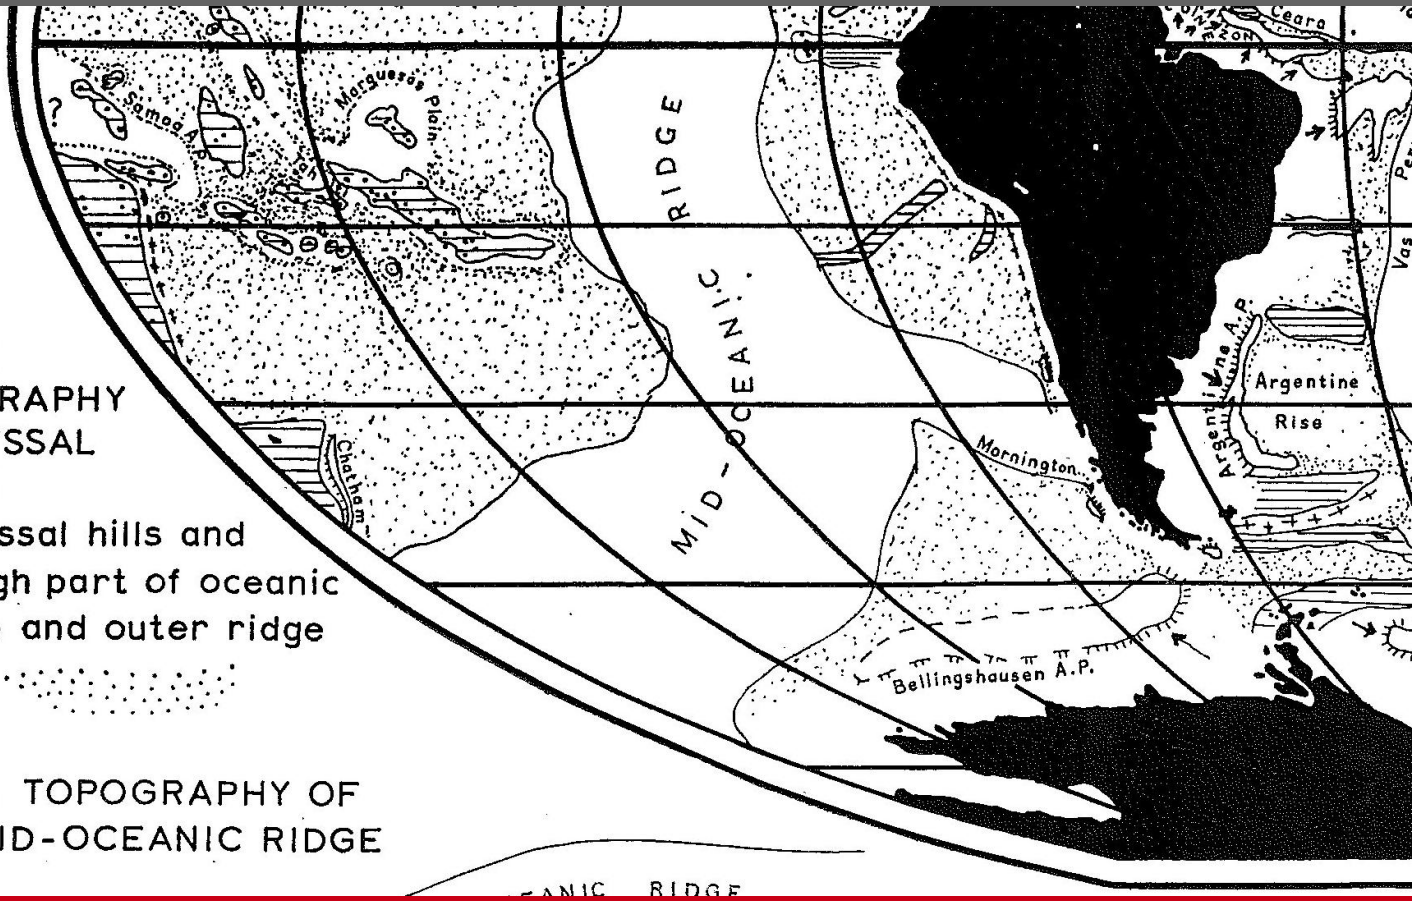 Ceara
RIDGE
Marquesas Plain
Samoa A.P.
?
MID-OCEANIC
Argentine A.P.
Argentine
Rise
RAPHY
SSAL
Chatham
Mornington
ssal hills and
gh part of oceanic
and outer ridge
Bellingshausen A.P.
TOPOGRAPHY OF
ID-OCEANIC RIDGE
EANIC RIDGE